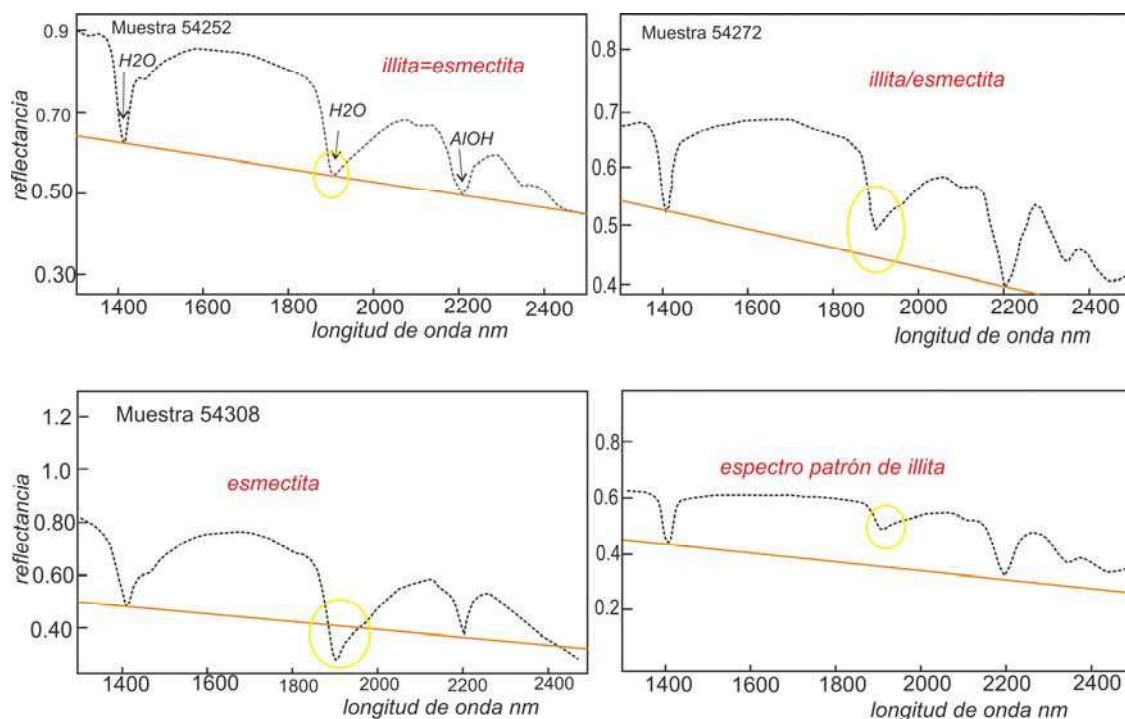 Muestra 54252
illita=esmectita
H2O
H2O
AlOH
reflectancia
0.9
0.70
0.50
0.30
1400 1600 1800 2000 2200 2400
longitud de onda nm
Muestra 54272
illita/esmectita
0.8
0.7
0.6
0.5
0.4
1400 1600 1800 2000 2200 2400
longitud de onda nm
Muestra 54308
esmectita
reflectancia
1.2
1.0
0.80
0.60
0.40
1400 1600 1800 2000 2200 2400
longitud de onda nm
espectro patrón de illita
0.8
0.6
0.4
0.2
1400 1600 1800 2000 2200 2400
longitud de onda nm